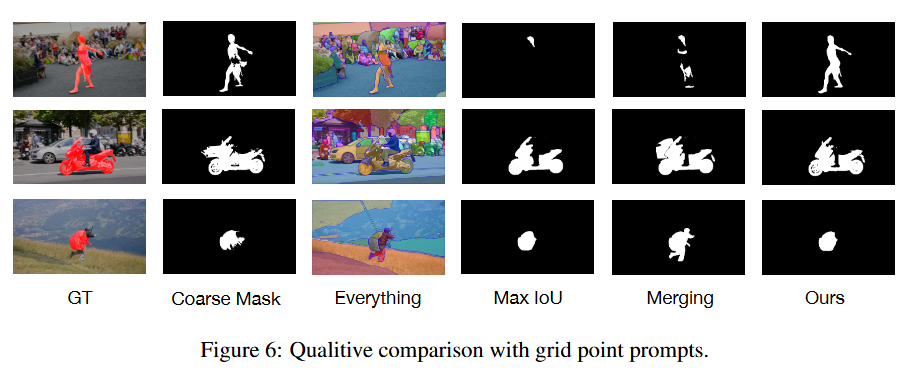 GT Coarse Mask Everything Max IoU Merging Ours
Figure 6: Qualitive comparison with grid point prompts.